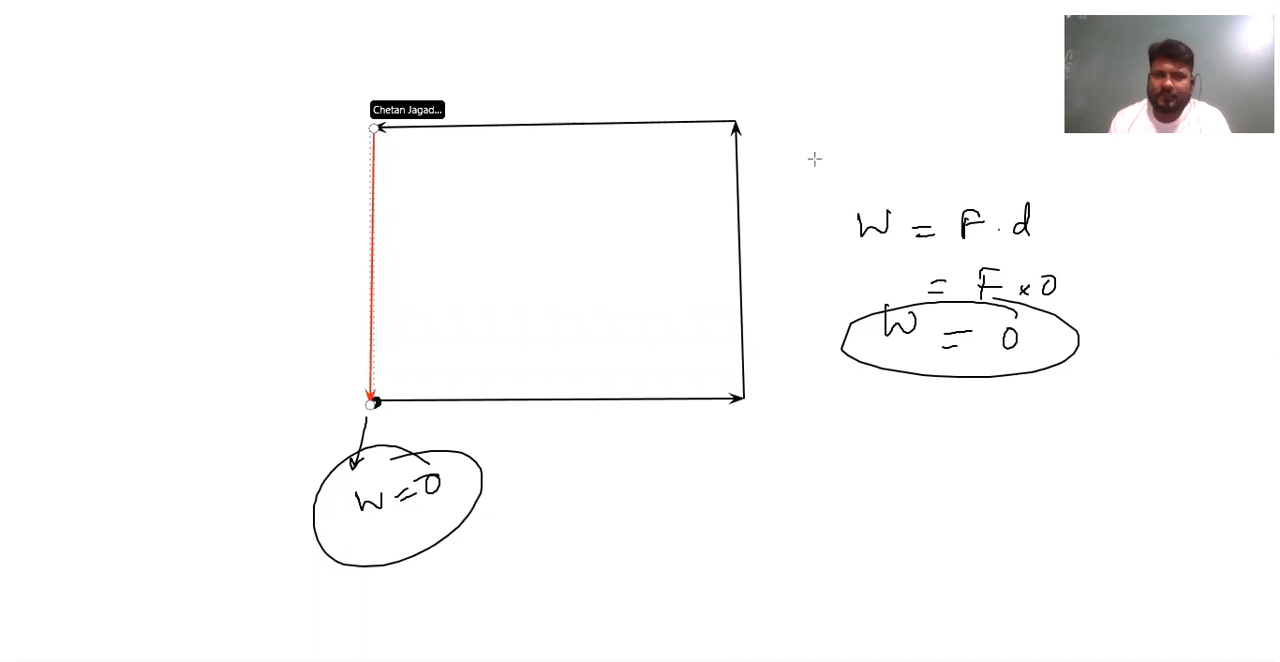 Chetan Jagad...
W = F . d
= F × 0
W = 0
W = 0